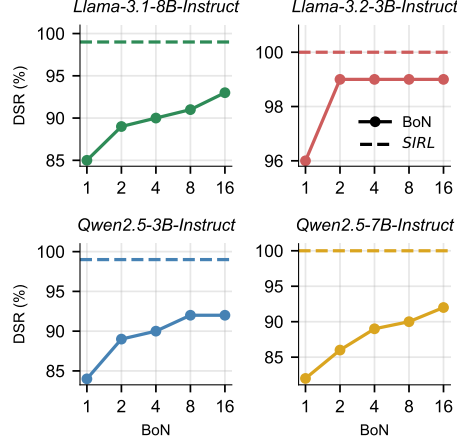 Llama-3.1-8B-Instruct
DSR (%)
100
95
90
85
1 2 4 8 16
Llama-3.2-3B-Instruct
100
98
96
BoN
SIRL
1 2 4 8 16
Qwen2.5-3B-Instruct
DSR (%)
100
95
90
85
1 2 4 8 16
BoN
Qwen2.5-7B-Instruct
100
95
90
85
1 2 4 8 16
BoN